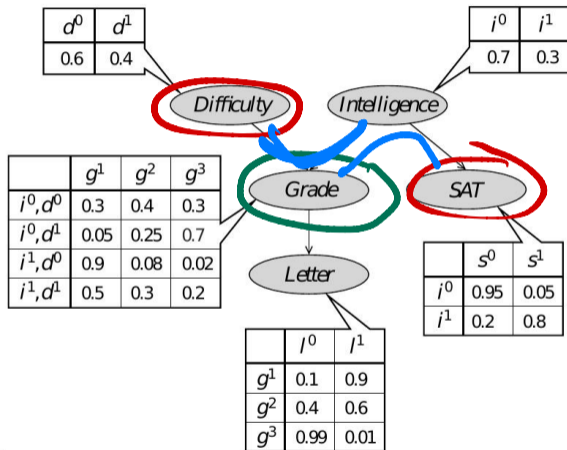 d⁰ d¹
0.6 0.4
i⁰ i¹
0.7 0.3
Difficulty
Intelligence
g¹ g² g³
i⁰,d⁰ 0.3 0.4 0.3
i⁰,d¹ 0.05 0.25 0.7
i¹,d⁰ 0.9 0.08 0.02
i¹,d¹ 0.5 0.3 0.2
Grade
SAT
s⁰ s¹
i⁰ 0.95 0.05
i¹ 0.2 0.8
Letter
l⁰ l¹
g¹ 0.1 0.9
g² 0.4 0.6
g³ 0.99 0.01